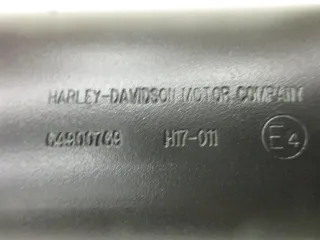 HARLEY-DAVIDSON MOTOR COMPANY
64900769 H17-011 E4